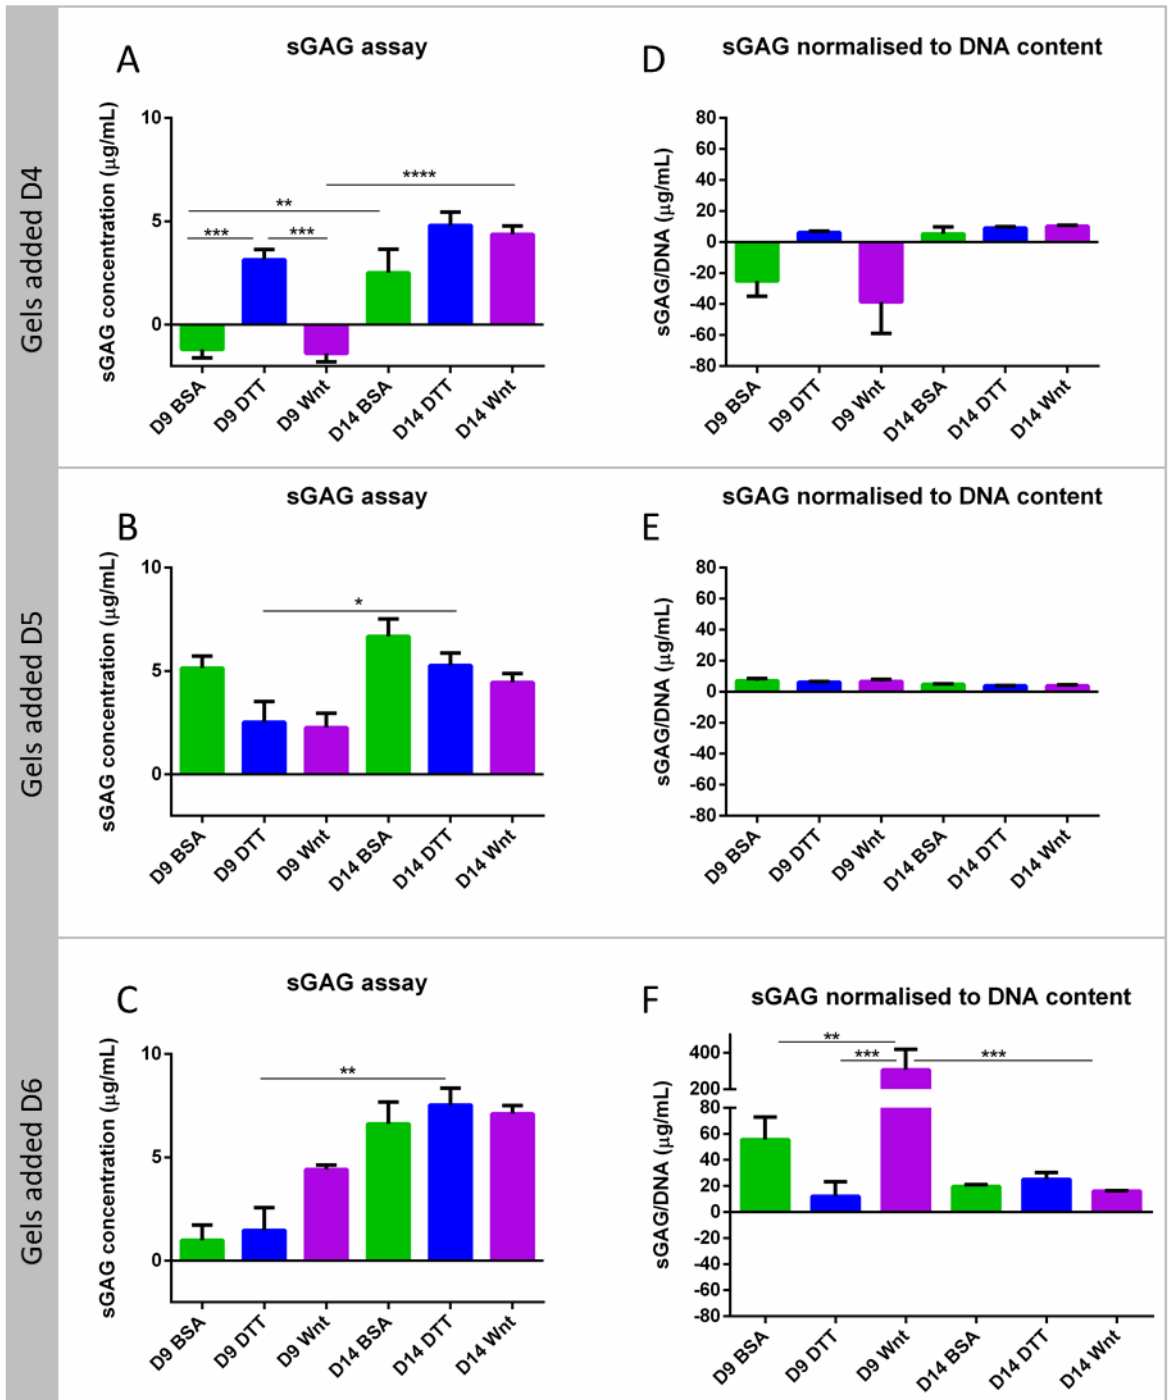 Gels added D4
A
sGAG assay
sGAG concentration (µg/mL)
10
5
0
***
**
***
****
D9 BSA
D9 DTT
D9 Wnt
D14 BSA
D14 DTT
D14 Wnt
D
sGAG normalised to DNA content
sGAG/DNA (µg/mL)
80
60
40
20
0
-20
-40
-60
-80
D9 BSA
D9 DTT
D9 Wnt
D14 BSA
D14 DTT
D14 Wnt
Gels added D5
B
sGAG assay
sGAG concentration (µg/mL)
10
5
0
*
D9 BSA
D9 DTT
D9 Wnt
D14 BSA
D14 DTT
D14 Wnt
E
sGAG normalised to DNA content
sGAG/DNA (µg/mL)
80
60
40
20
0
-20
-40
-60
-80
D9 BSA
D9 DTT
D9 Wnt
D14 BSA
D14 DTT
D14 Wnt
Gels added D6
C
sGAG assay
sGAG concentration (µg/mL)
10
5
0
**
D9 BSA
D9 DTT
D9 Wnt
D14 BSA
D14 DTT
D14 Wnt
F
sGAG normalised to DNA content
sGAG/DNA (µg/mL)
400
200
80
60
40
20
0
-20
-40
-60
-80
**
***
***
D9 BSA
D9 DTT
D9 Wnt
D14 BSA
D14 DTT
D14 Wnt